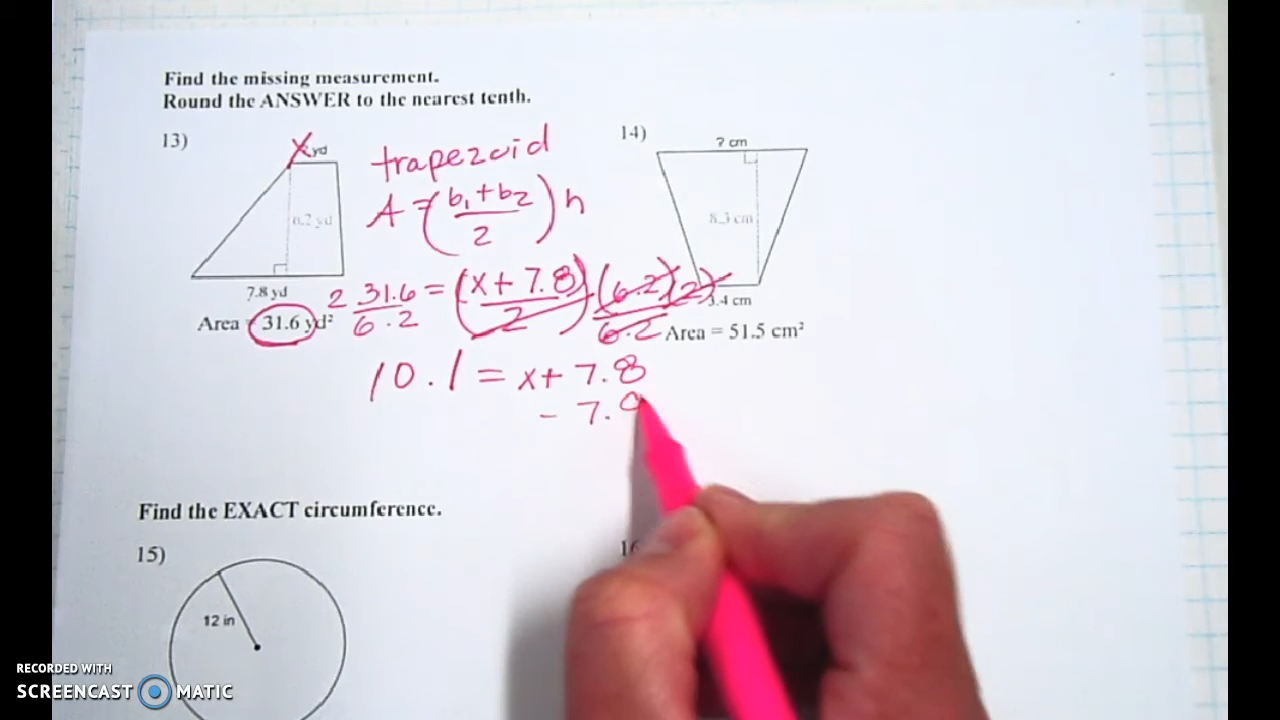 Find the missing measurement.
Round the ANSWER to the nearest tenth.
13)
X yd
6.2 yd
7.8 yd
Area = 31.6 yd²
trapezoid
A = (b₁+b₂/2) h
2 31.6/6.2 = (x + 7.8)/2 (6.2)(2)/6.2
10.1 = x + 7.8
- 7.
14)
? cm
8.3 cm
3.4 cm
Area = 51.5 cm²
Find the EXACT circumference.
15)
12 in
RECORDED WITH
SCREENCAST MATIC